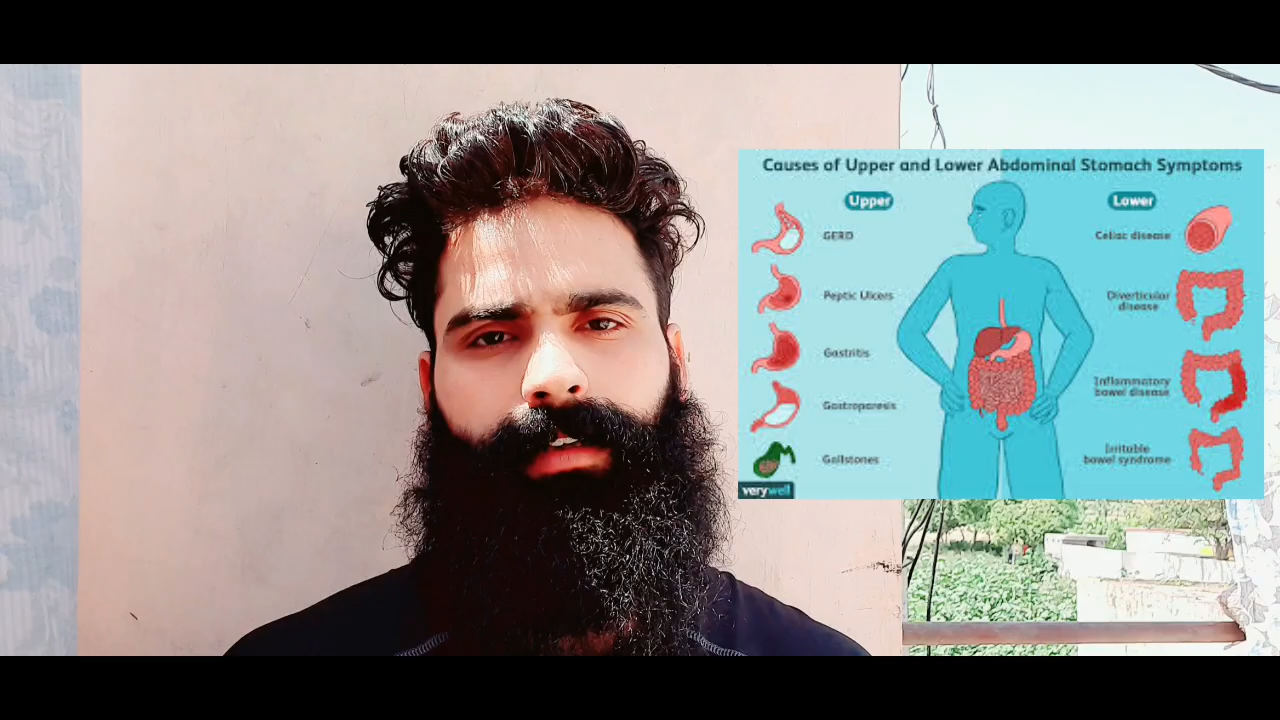 Causes of Upper and Lower Abdominal Stomach Symptoms
Upper
GERD
Peptic Ulcers
Gastritis
Gastroparesis
Gallstones
Lower
Celiac disease
Diverticular
disease
Inflammatory
bowel disease
Irritable
bowel syndrome
verywell